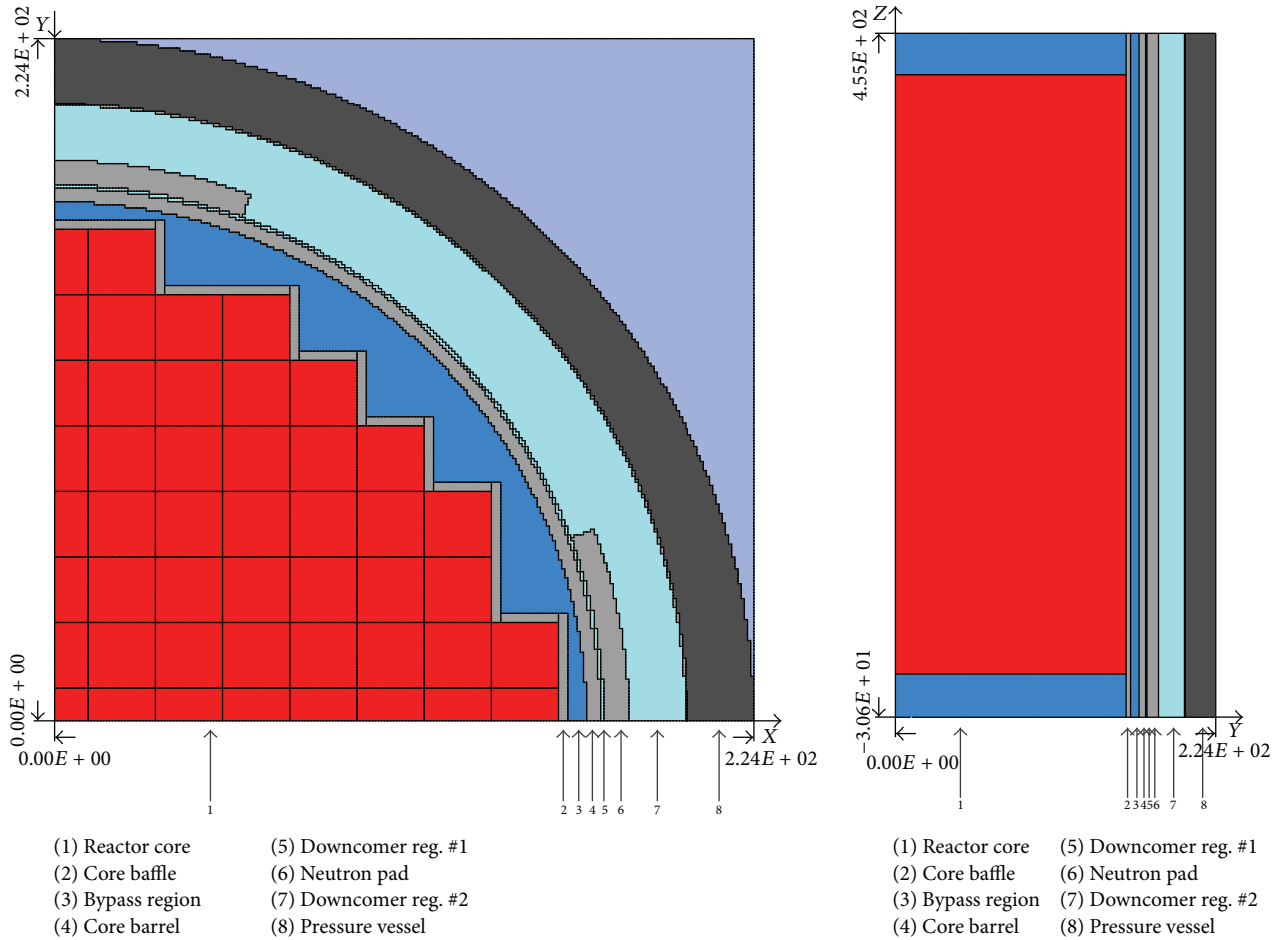 Y
2.24E + 02
0.00E + 00
0.00E + 00
X
2.24E + 02
1
2
3
4
5
6
7
8
(1) Reactor core
(2) Core baffle
(3) Bypass region
(4) Core barrel
(5) Downcomer reg. #1
(6) Neutron pad
(7) Downcomer reg. #2
(8) Pressure vessel
Z
4.55E + 02
−3.06E + 01
0.00E + 00
Y
2.24E + 02
1
2
3
4
5
6
7
8
(1) Reactor core
(2) Core baffle
(3) Bypass region
(4) Core barrel
(5) Downcomer reg. #1
(6) Neutron pad
(7) Downcomer reg. #2
(8) Pressure vessel